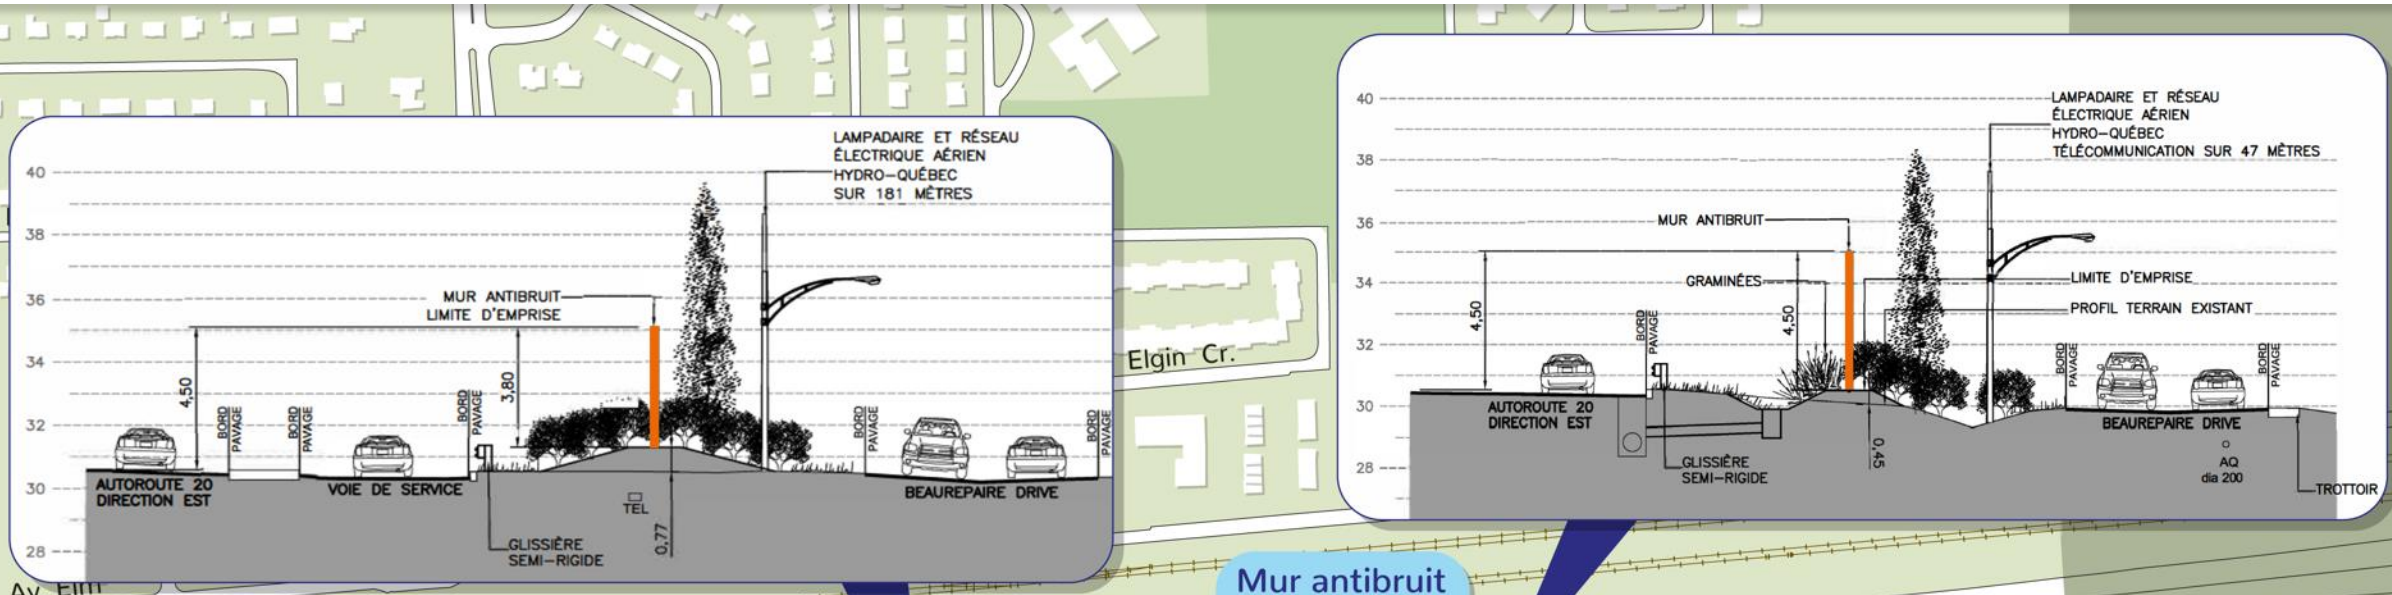 LAMPADAIRE ET RÉSEAU
ÉLECTRIQUE AÉRIEN
HYDRO-QUÉBEC
SUR 181 MÈTRES
40
38
36
34
32
30
28
MUR ANTIBRUIT
LIMITE D'EMPRISE
4,50
3,80
BORD
PAVAGE
BORD
PAVAGE
BORD
PAVAGE
BORD
PAVAGE
BORD
PAVAGE
AUTOROUTE 20
DIRECTION EST
VOIE DE SERVICE
BEAUREPAIRE DRIVE
TEL
0,77
GLISSIÈRE
SEMI-RIGIDE
Av. Elm
Elgin Cr.
Mur antibruit
LAMPADAIRE ET RÉSEAU
ÉLECTRIQUE AÉRIEN
HYDRO-QUÉBEC
TÉLÉCOMMUNICATION SUR 47 MÈTRES
40
38
36
34
32
30
28
MUR ANTIBRUIT
GRAMINÉES
LIMITE D'EMPRISE
PROFIL TERRAIN EXISTANT
4,50
4,50
BORD
PAVAGE
BORD
PAVAGE
BORD
PAVAGE
AUTOROUTE 20
DIRECTION EST
BEAUREPAIRE DRIVE
0,45
GLISSIÈRE
SEMI-RIGIDE
AQ
dia 200
TROTTOIR